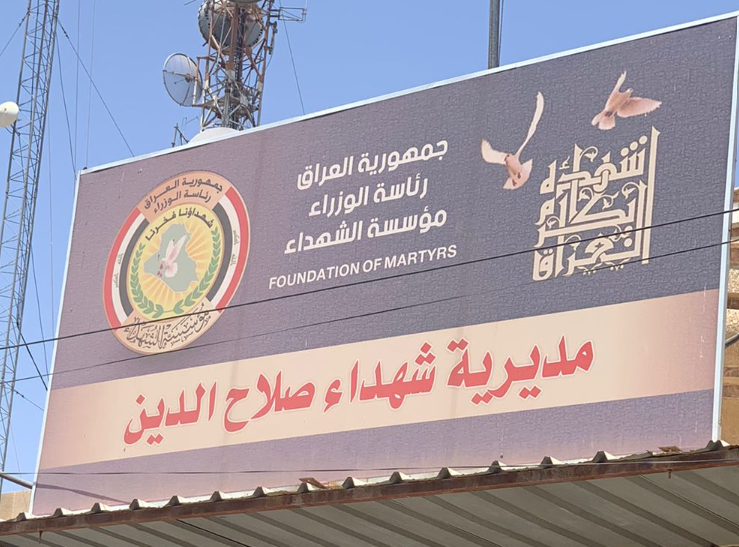 جمهورية العراق
رئاسة الوزراء
مؤسسة الشهداء
FOUNDATION OF MARTYRS
جمهورية العراق
رئاسة الوزراء
شهداؤنا فخرنا
مؤسسة الشهداء
شهداء
العراق
مديرية شهداء صلاح الدين